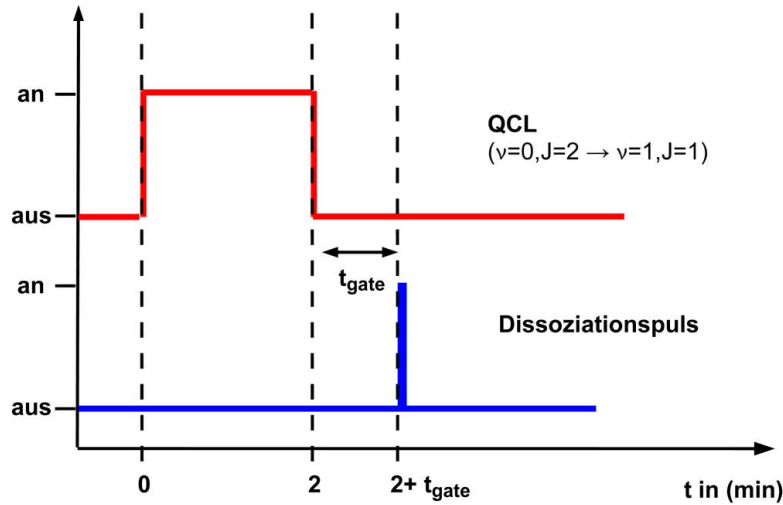 an
QCL
(ν=0,J=2 → ν=1,J=1)
aus
t_gate
an
Dissoziationspuls
aus
0
2
2+ t_gate
t in (min)